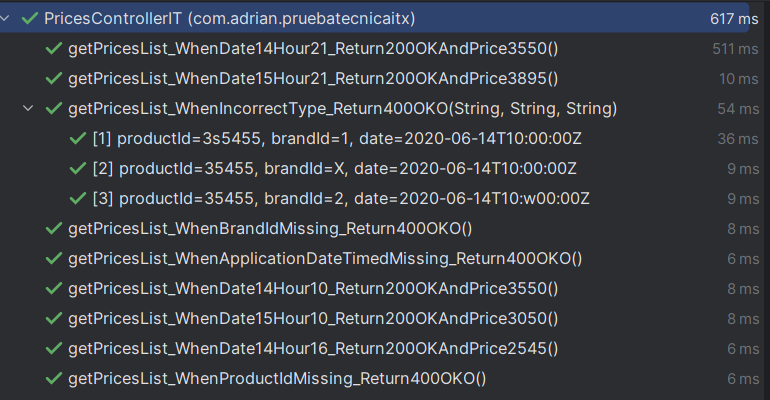 PricesControllerIT (com.adrian.pruebatecnicaitx) 617 ms
getPricesList_WhenDate14Hour21_Return200OKAndPrice3550() 511 ms
getPricesList_WhenDate15Hour21_Return200OKAndPrice3895() 10 ms
getPricesList_WhenIncorrectType_Return400OKO(String, String, String) 54 ms
[1] productId=3s5455, brandId=1, date=2020-06-14T10:00:00Z 36 ms
[2] productId=35455, brandId=X, date=2020-06-14T10:00:00Z 9 ms
[3] productId=35455, brandId=2, date=2020-06-14T10:w00:00Z 9 ms
getPricesList_WhenBrandIdMissing_Return400OKO() 8 ms
getPricesList_WhenApplicationDateTimedMissing_Return400OKO() 6 ms
getPricesList_WhenDate14Hour10_Return200OKAndPrice3550() 8 ms
getPricesList_WhenDate15Hour10_Return200OKAndPrice3050() 8 ms
getPricesList_WhenDate14Hour16_Return200OKAndPrice2545() 6 ms
getPricesList_WhenProductIdMissing_Return400OKO() 6 ms